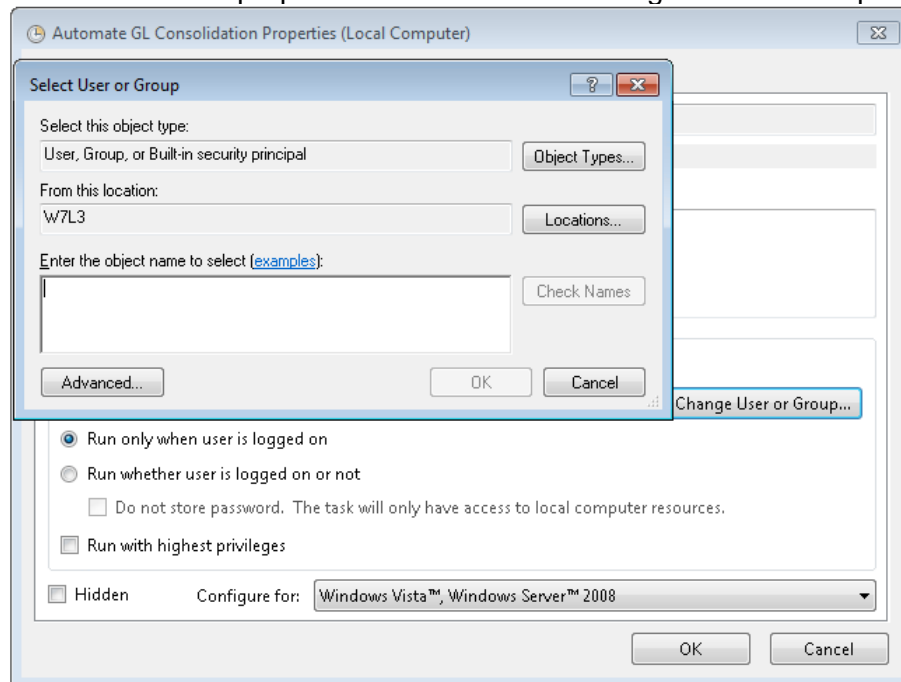 Automate GL Consolidation Properties (Local Computer)
Select User or Group
Select this object type:
User, Group, or Built-in security principal
Object Types...
From this location:
W7L3
Locations...
Enter the object name to select (examples):
Check Names
Advanced...
OK
Cancel
Change User or Group...
Run only when user is logged on
Run whether user is logged on or not
Do not store password. The task will only have access to local computer resources.
Run with highest privileges
Hidden
Configure for:
Windows Vista™, Windows Server™ 2008
OK
Cancel